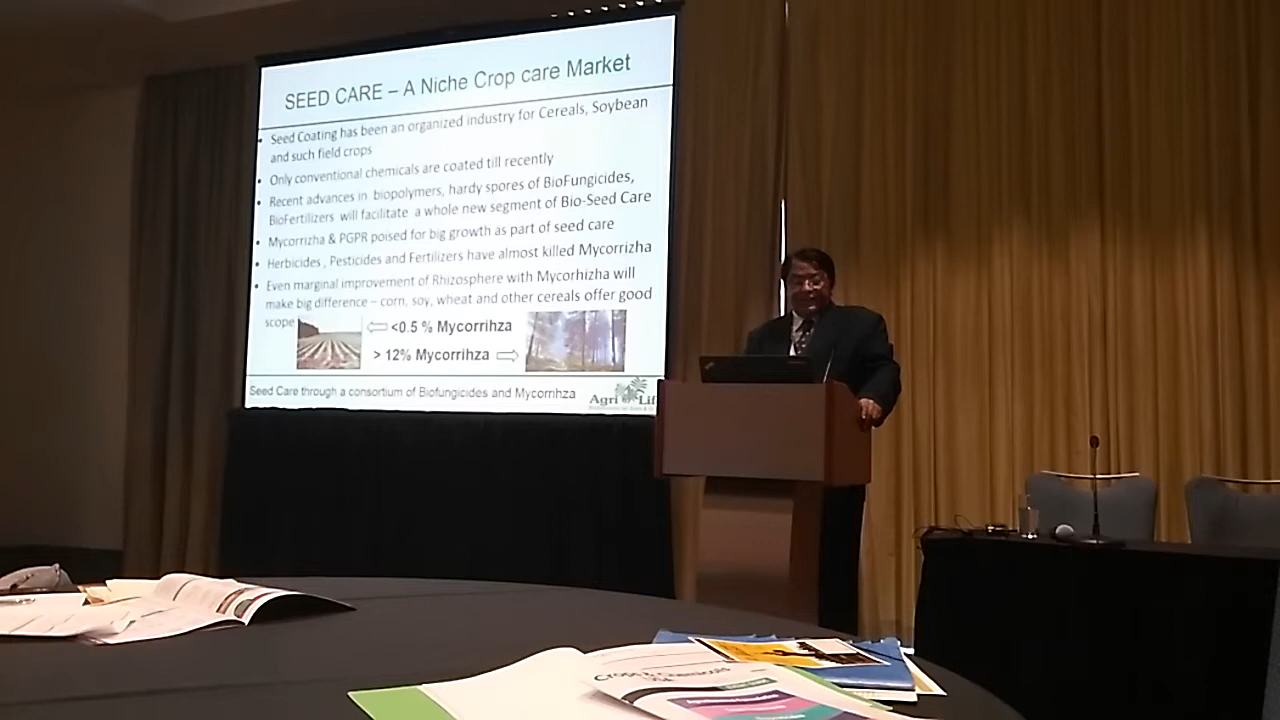 SEED CARE – A Niche Crop care Market
• Seed Coating has been an organized industry for Cereals, Soybean
and such field crops
• Only conventional chemicals are coated till recently
• Recent advances in biopolymers, hardy spores of BioFungicides,
BioFertilizers will facilitate a whole new segment of Bio-Seed Care
• Mycorrizha & PGPR poised for big growth as part of seed care
• Herbicides , Pesticides and Fertilizers have almost killed Mycorrizha
• Even marginal improvement of Rhizosphere with Mycorhizha will
make big difference – corn, soy, wheat and other cereals offer good
scope
<0.5 % Mycorrihza
> 12% Mycorrihza
Seed Care through a consortium of Biofungicides and Mycorrihza
Agri Lif
Crops & Chemicals
USA